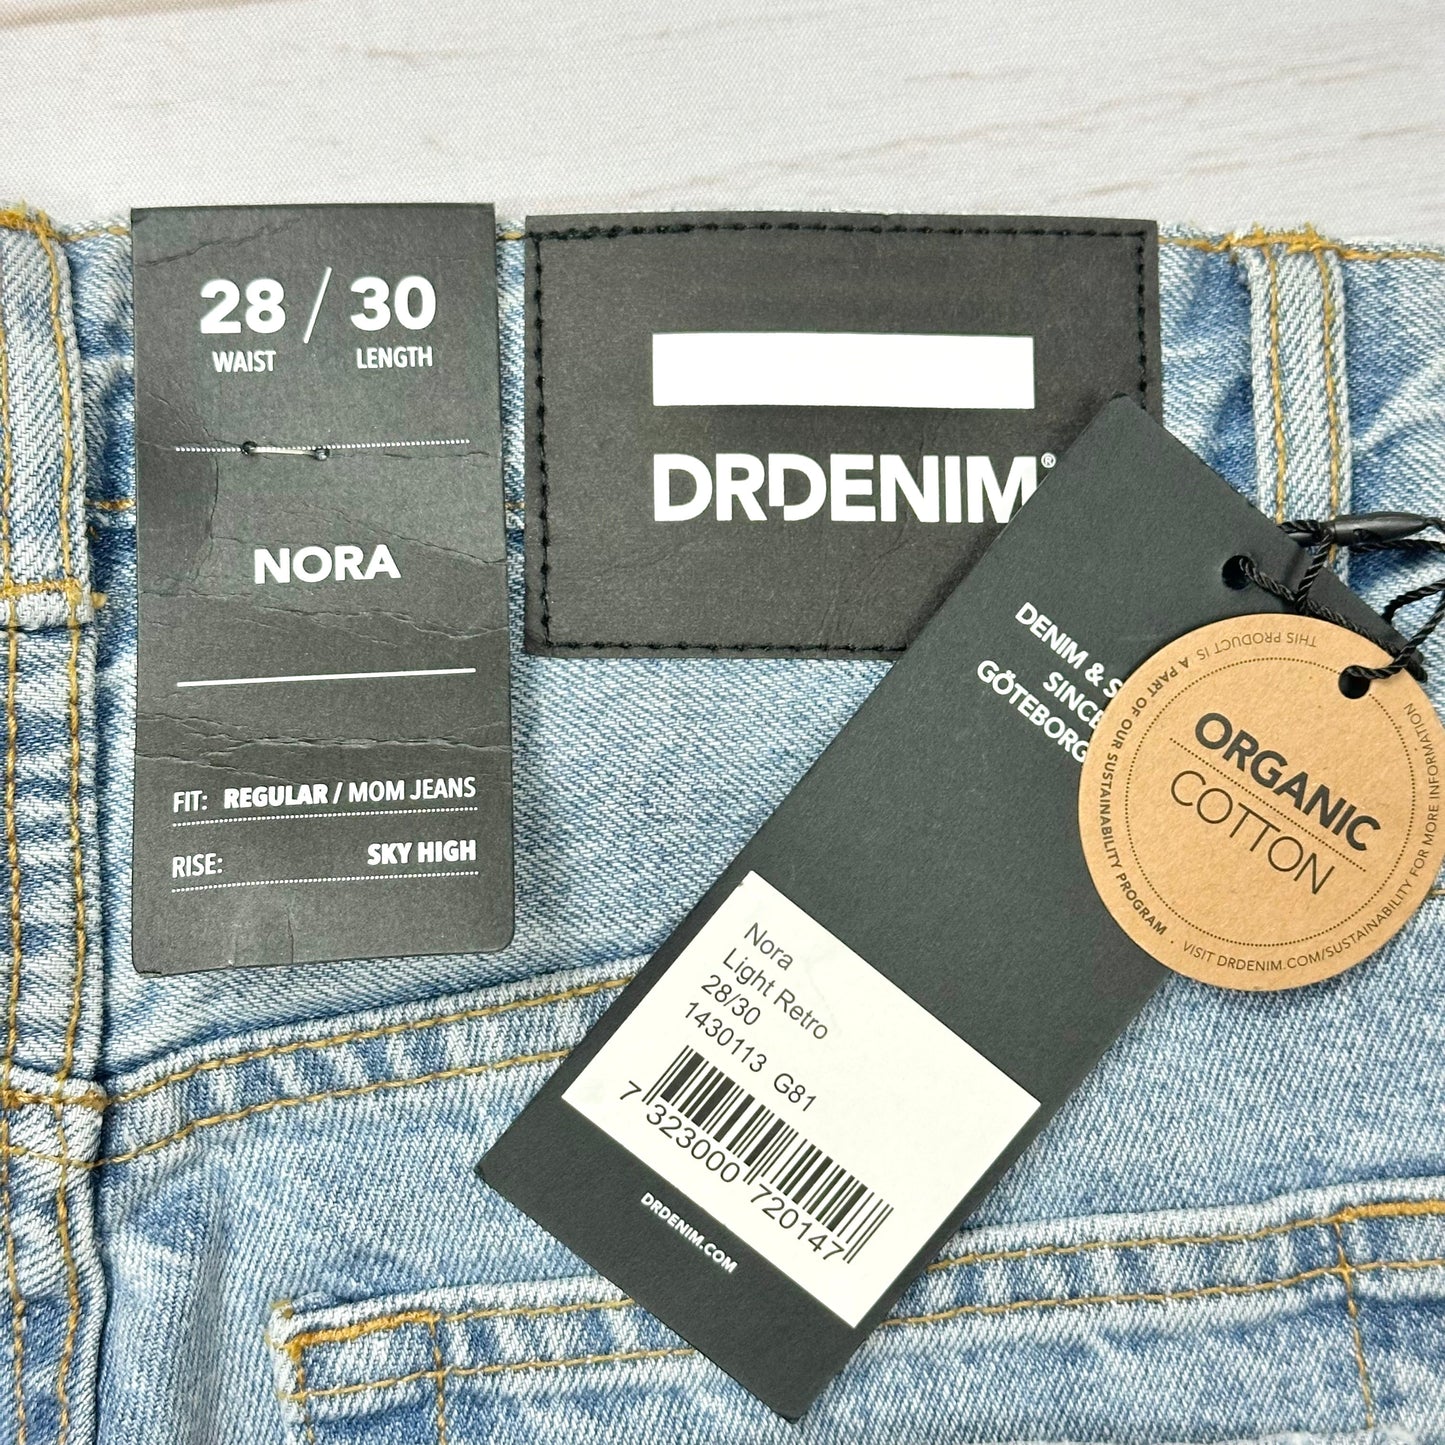 28 / 30
WAIST LENGTH
NORA
FIT: REGULAR / MOM JEANS
RISE: SKY HIGH
DRDENIM®
DENIM &
SINCE
GÖTEBORG
THIS PRODUCT IS A PART OF OUR SUSTAINABILITY PROGRAM • VISIT DRDENIM.COM/SUSTAINABILITY FOR MORE INFORMATION
ORGANIC
COTTON
Nora
Light Retro
28/30
1430113 G81
7 323000 720147
DRDENIM.COM